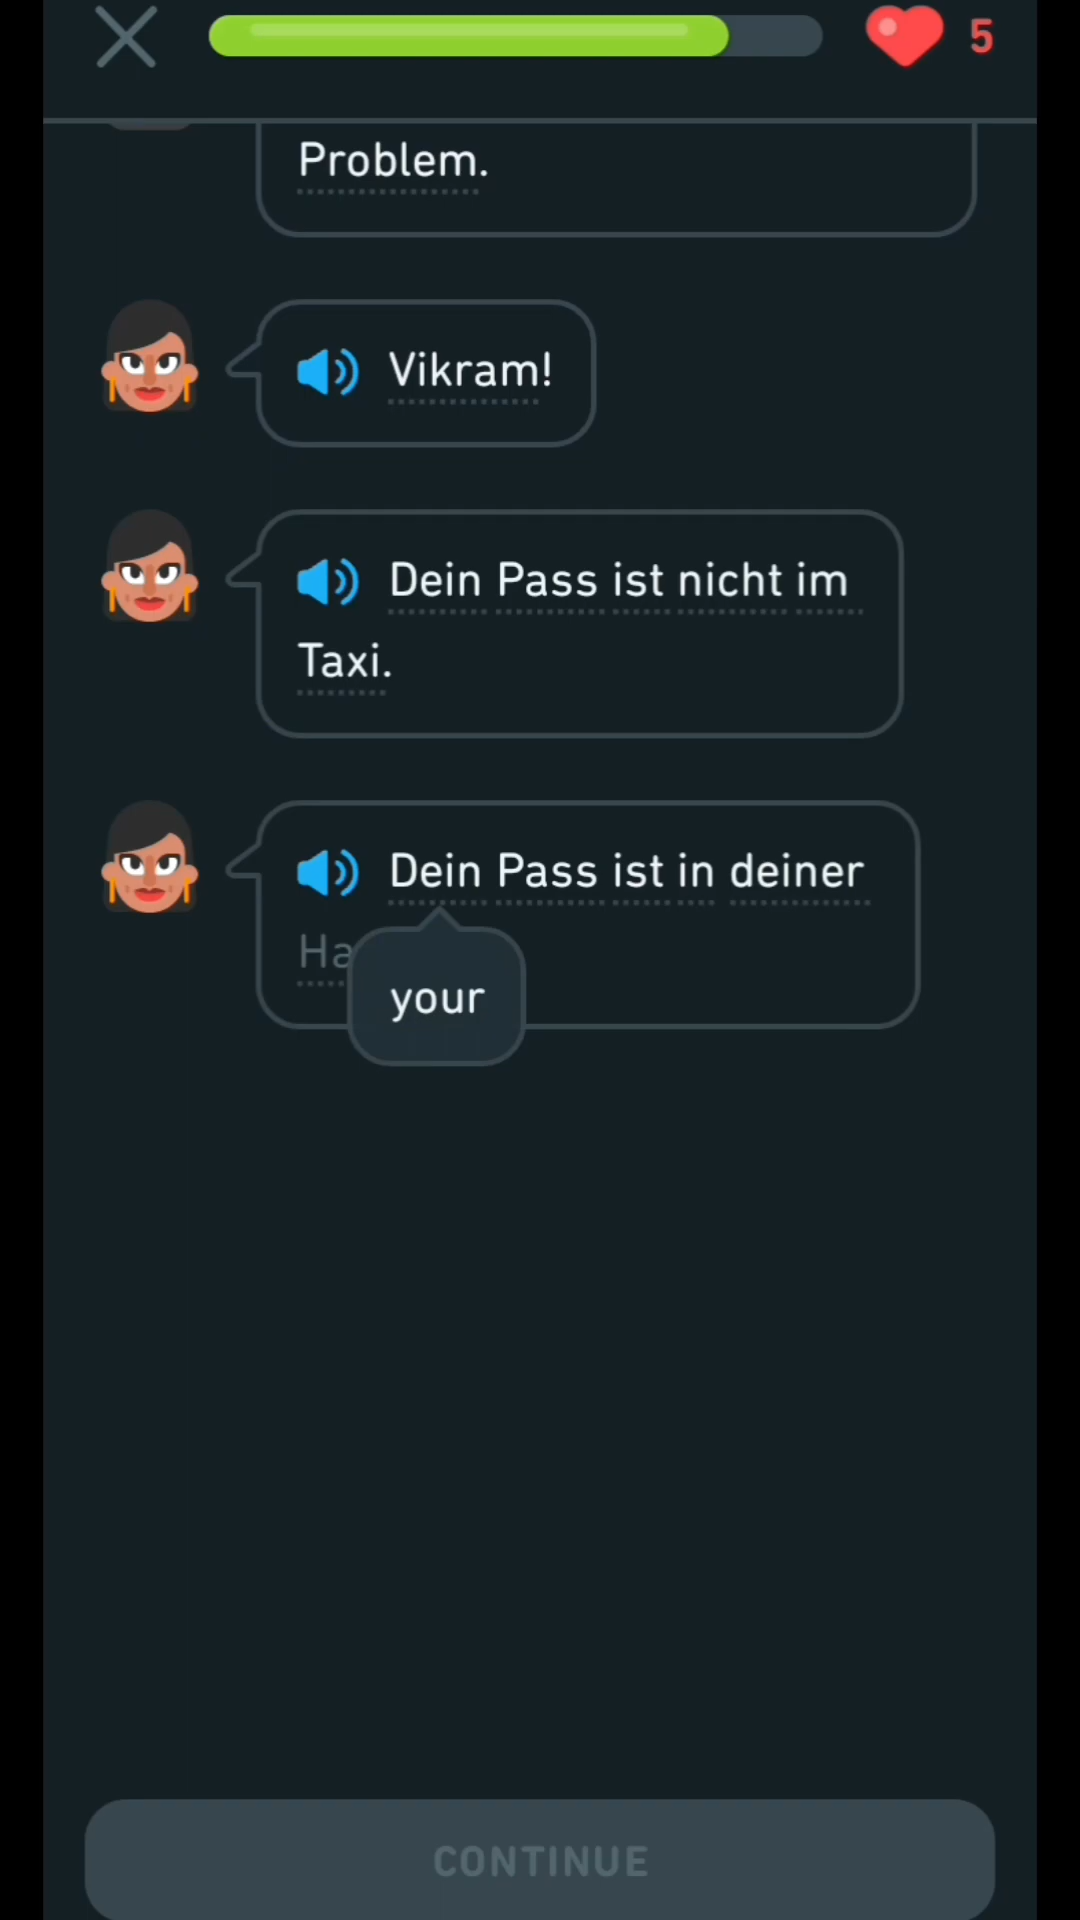 5
Problem.
Vikram!
Dein Pass ist nicht im
Taxi.
Dein Pass ist in deiner
your
CONTINUE